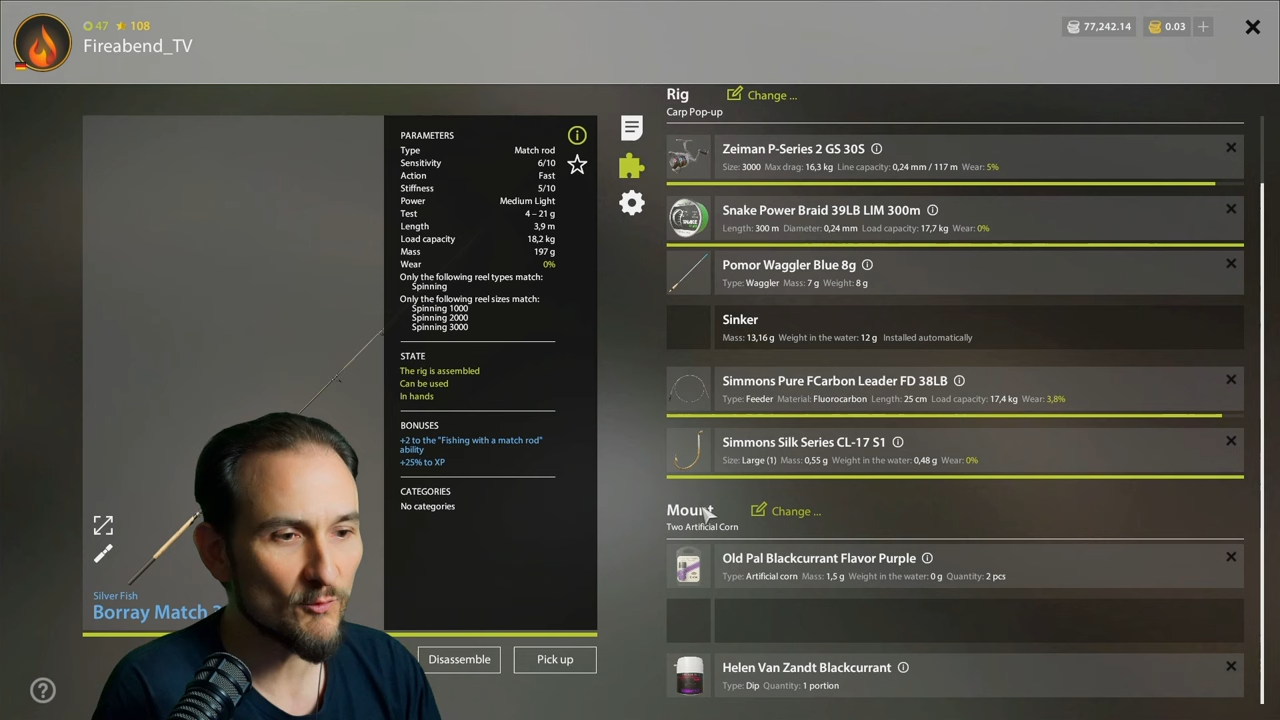 47 108
Fireabend_TV
77,242.14
0.03
PARAMETERS
Type Match rod
Sensitivity 6/10
Action Fast
Stiffness 5/10
Power Medium Light
Test 4 – 21 g
Length 3,9 m
Load capacity 18,2 kg
Mass 197 g
Wear 0%
Only the following reel types match:
Spinning
Only the following reel sizes match:
Spinning 1000
Spinning 2000
Spinning 3000
STATE
The rig is assembled
Can be used
In hands
BONUSES
+2 to the "Fishing with a match rod"
ability
+25% to XP
CATEGORIES
No categories
Silver Fish
Borray Match
Disassemble
Pick up
?
Rig
Change ...
Carp Pop-up
Zeiman P-Series 2 GS 30S
Size: 3000 Max drag: 16,3 kg Line capacity: 0,24 mm / 117 m Wear: 5%
Snake Power Braid 39LB LIM 300m
Length: 300 m Diameter: 0,24 mm Load capacity: 17,7 kg Wear: 0%
Pomor Waggler Blue 8g
Type: Waggler Mass: 7 g Weight: 8 g
Sinker
Mass: 13,16 g Weight in the water: 12 g Installed automatically
Simmons Pure FCarbon Leader FD 38LB
Type: Feeder Material: Fluorocarbon Length: 25 cm Load capacity: 17,4 kg Wear: 3,8%
Simmons Silk Series CL-17 S1
Size: Large (1) Mass: 0,55 g Weight in the water: 0,48 g Wear: 0%
Mount
Change ...
Two Artificial Corn
Old Pal Blackcurrant Flavor Purple
Type: Artificial corn Mass: 1,5 g Weight in the water: 0 g Quantity: 2 pcs
Helen Van Zandt Blackcurrant
Type: Dip Quantity: 1 portion